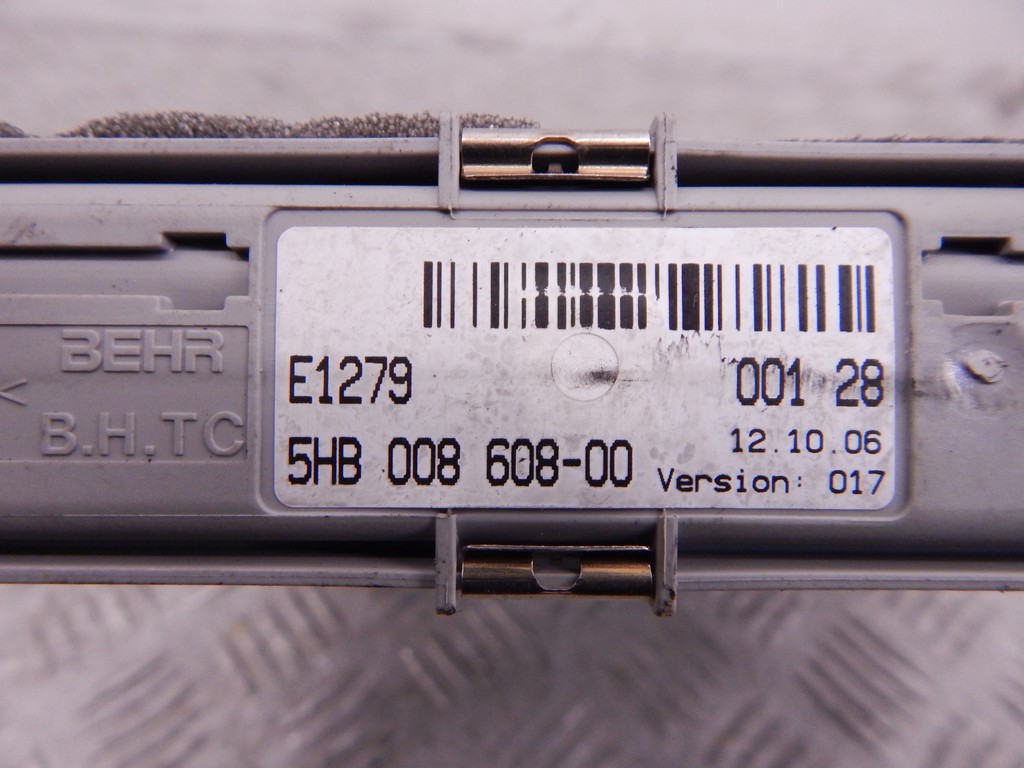 BEHR
<
B.H.TC
E1279 001 28
5HB 008 608-00
12.10.06
Version: 017